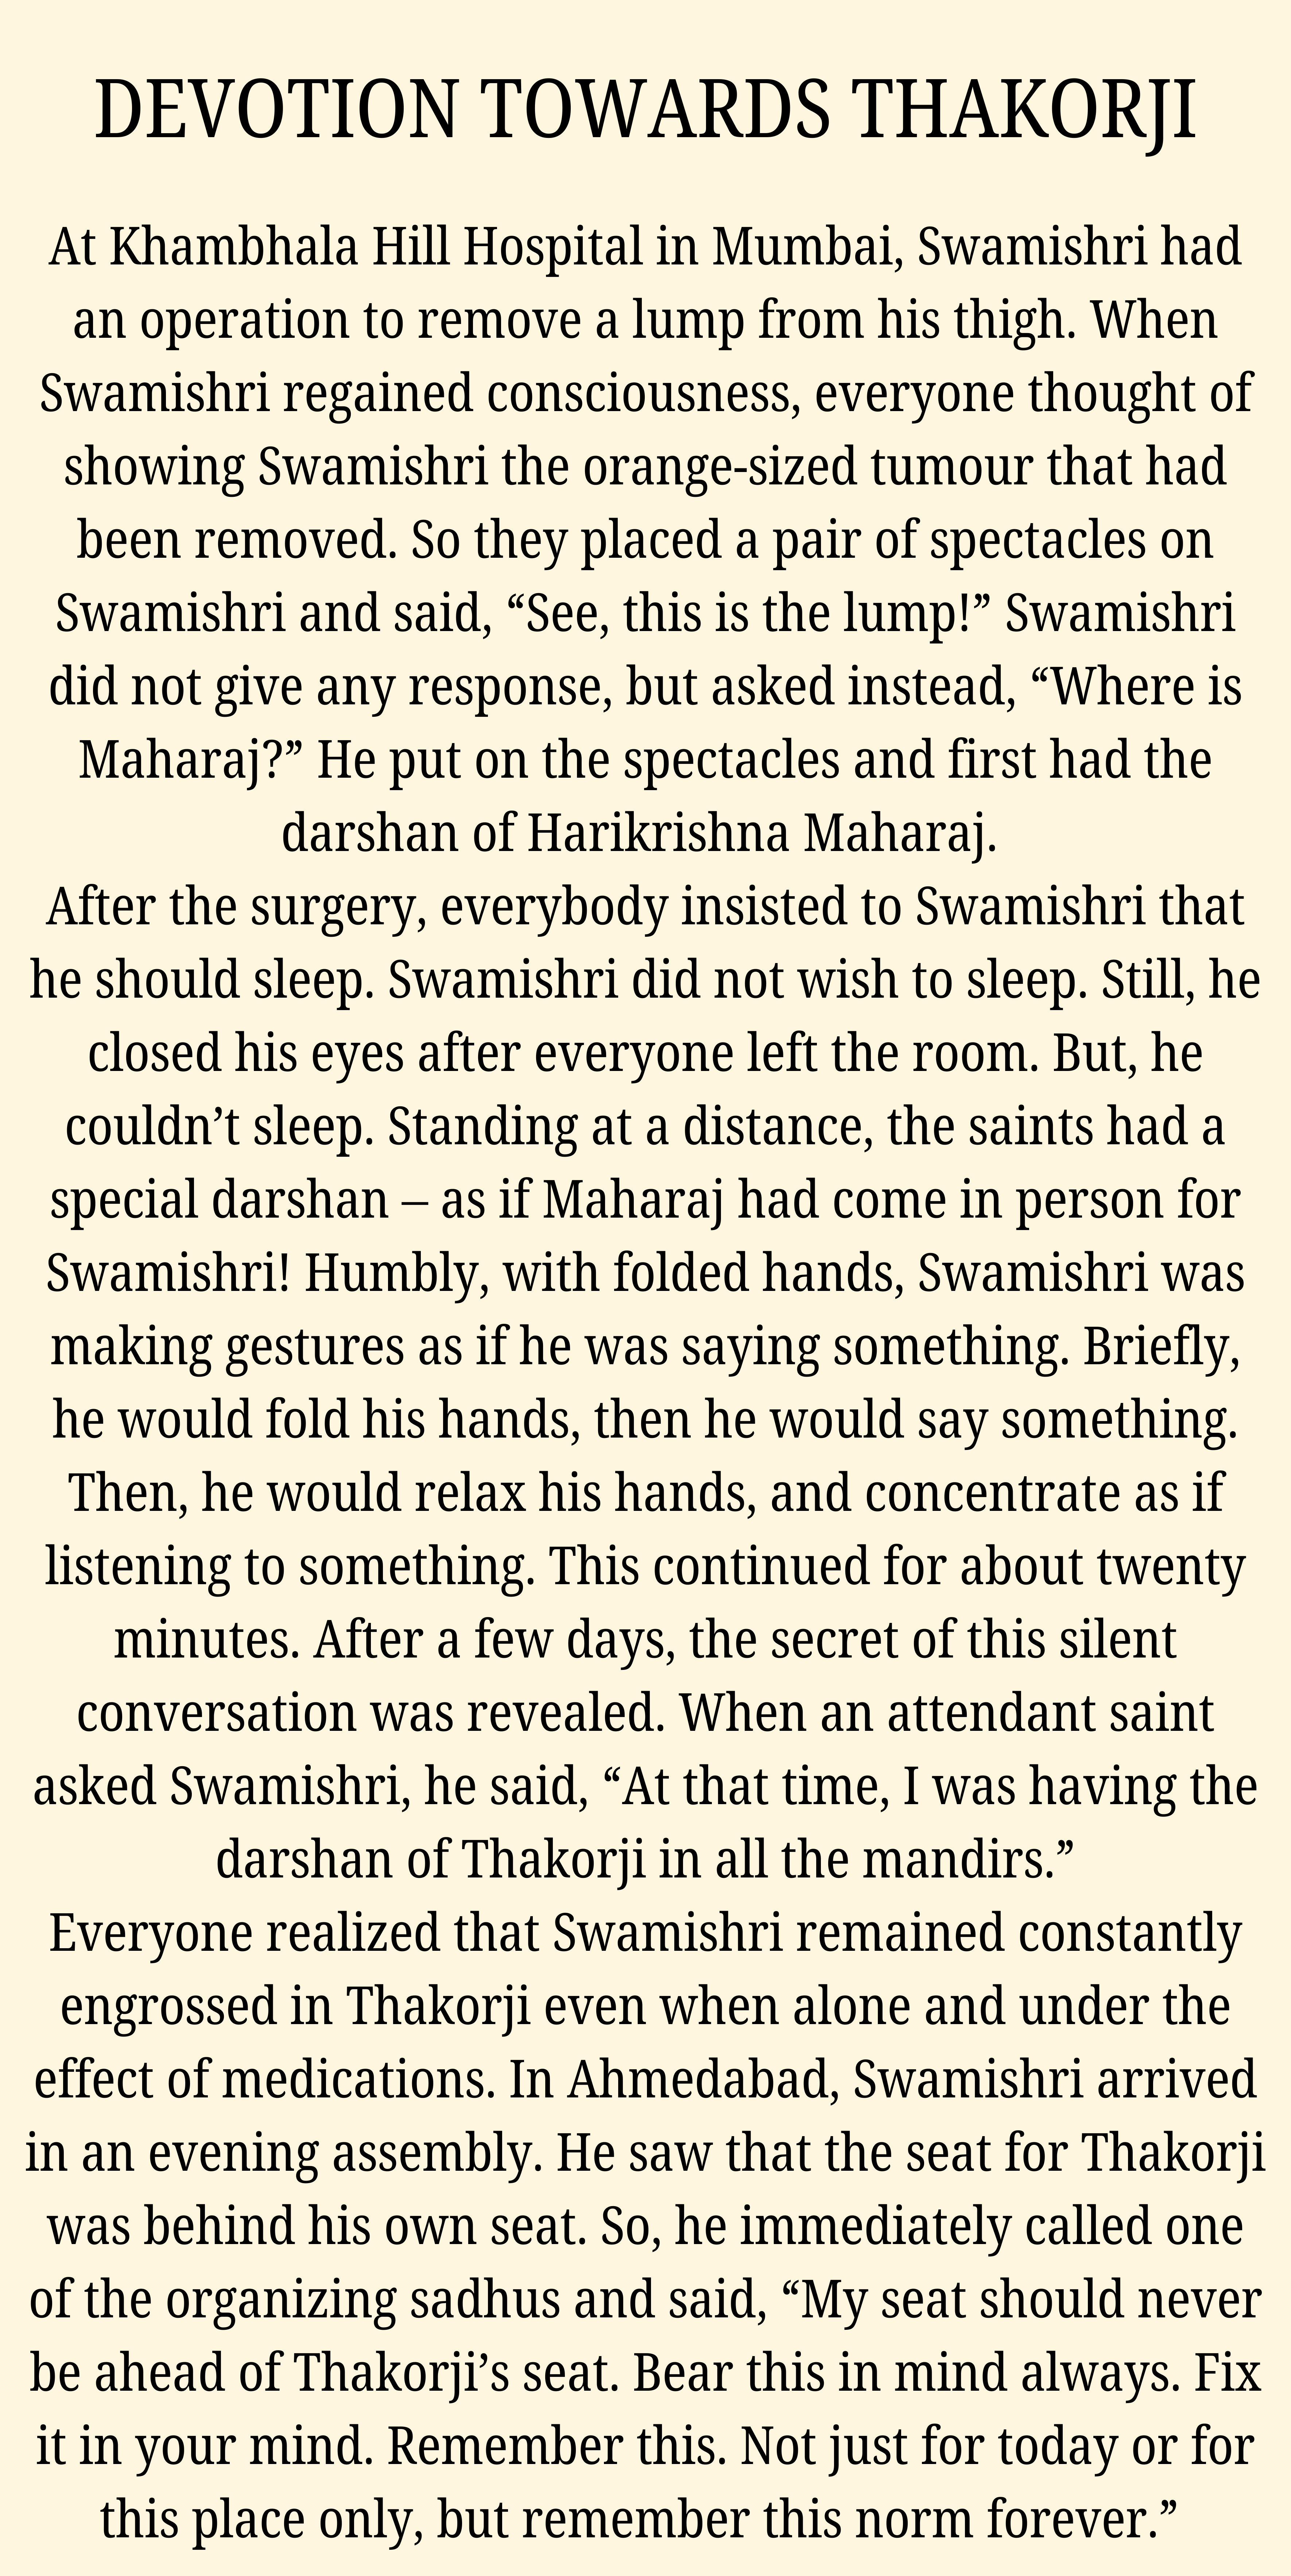 DEVOTION TOWARDS THAKORJI
At Khambhala Hill Hospital in Mumbai, Swamishri had
an operation to remove a lump from his thigh. When
Swamishri regained consciousness, everyone thought of
showing Swamishri the orange-sized tumour that had
been removed. So they placed a pair of spectacles on
Swamishri and said, “See, this is the lump!” Swamishri
did not give any response, but asked instead, “Where is
Maharaj?” He put on the spectacles and first had the
darshan of Harikrishna Maharaj.
After the surgery, everybody insisted to Swamishri that
he should sleep. Swamishri did not wish to sleep. Still, he
closed his eyes after everyone left the room. But, he
couldn’t sleep. Standing at a distance, the saints had a
special darshan – as if Maharaj had come in person for
Swamishri! Humbly, with folded hands, Swamishri was
making gestures as if he was saying something. Briefly,
he would fold his hands, then he would say something.
Then, he would relax his hands, and concentrate as if
listening to something. This continued for about twenty
minutes. After a few days, the secret of this silent
conversation was revealed. When an attendant saint
asked Swamishri, he said, “At that time, I was having the
darshan of Thakorji in all the mandirs.”
Everyone realized that Swamishri remained constantly
engrossed in Thakorji even when alone and under the
effect of medications. In Ahmedabad, Swamishri arrived
in an evening assembly. He saw that the seat for Thakorji
was behind his own seat. So, he immediately called one
of the organizing sadhus and said, “My seat should never
be ahead of Thakorji’s seat. Bear this in mind always. Fix
it in your mind. Remember this. Not just for today or for
this place only, but remember this norm forever.”